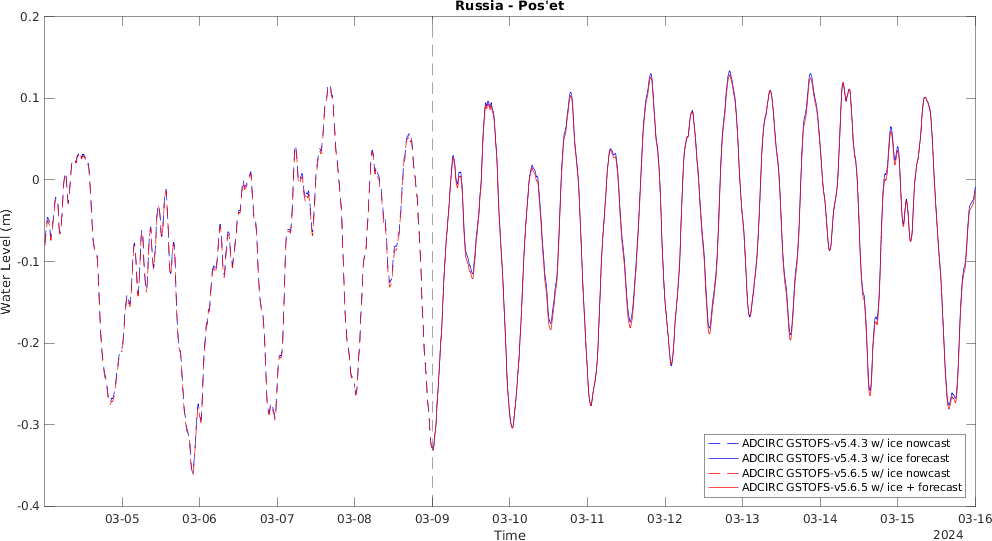 Russia - Pos'et
0.2
0.1
0
-0.1
-0.2
-0.3
-0.4
Water Level (m)
ADCIRC GSTOFS-v5.4.3 w/ ice nowcast
ADCIRC GSTOFS-v5.4.3 w/ ice forecast
ADCIRC GSTOFS-v5.6.5 w/ ice nowcast
ADCIRC GSTOFS-v5.6.5 w/ ice + forecast
03-05 03-06 03-07 03-08 03-09 03-10 03-11 03-12 03-13 03-14 03-15 03-16
Time
2024